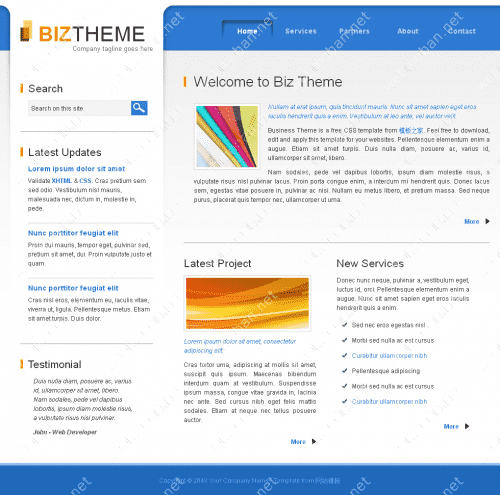 BIZTHEME
Company tagline goes here
Home Services Partners About Contact
Search
Search on this site
Latest Updates
Lorem ipsum dolor sit amet
Validate XHTML & CSS. Cras pretium sem
sed odio. Vestibulum nisl mauris,
malesuada nec, dictum in, molestie in,
pede.
Nunc porttitor feugiat elit
Proin dui mauris, tempor eget, pulvinar sed,
pretium sit amet, dui. Proin vulputate justo et
quam.
Nunc porttitor feugiat elit
Cras nisl eros, elementum eu, iaculis vitae,
viverra ut, ligula. Pellentesque metus. Etiam
sit amet turpis. Duis dolor.
Testimonial
Duis nulla diam, posuere ac, varius
id, ullamcorper sit amet, libero.
Nam sodales, pede vel dapibus
lobortis, ipsum diam molestie risus,
a vulputate risus nisl pulvinar.
John - Web Developer
Welcome to Biz Theme
Nullam at erat ipsum, quis tincidunt mauris. Nunc sit amet sapien eget eros
iaculis hendrerit quis a enim. Vestibulum at leo ante, vel auctor velit.
Business Theme is a free CSS template from 模板之家. Feel free to download,
edit and apply this template for your websites. Pellentesque elementum enim a
augue. Etiam sit amet turpis. Duis nulla diam, posuere ac, varius id,
ullamcorper sit amet, libero.
Nam sodales, pede vel dapibus lobortis, ipsum diam molestie risus, a
vulputate risus nisl pulvinar lacus. Proin porta congue enim, a interdum mi hendrerit quis. Donec lacus
sem, egestas vitae posuere in, pulvinar ac nisl. Nullam eu metus libero, et pretium massa. Sed neque
purus, placerat quis tempor nec, ullamcorper ut urna.
More
Latest Project
Lorem ipsum dolor sit amet, consectetur
adipiscing elit
Cras tortor urna, adipiscing ut massa sit amet,
suscipit quis ipsum. Maecenas bibendum
interdum quam at vestibulum. Suspendisse
ipsum massa, congue vitae gravida in, lacinia
nec ante. Sed cursus nibh eget felis mattis
sodales. Etiam at neque nec tellus posuere
auctor.
More
New Services
Donec nunc neque, pulvinar a, vestibulum eget,
luctus id, orci. Pellentesque elementum enim a
augue. Nunc sit amet sapien eget eros iaculis
hendrerit quis a enim.
Sed nec eros egestas nisl
Morbi sed nulla ac est cursus
Curabitur ullamcorper nibh
Pellentesque adipiscing
Morbi sed nulla ac est cursus
Curabitur ullamcorper nibh
More
Your Company Name
Template from 网站模板